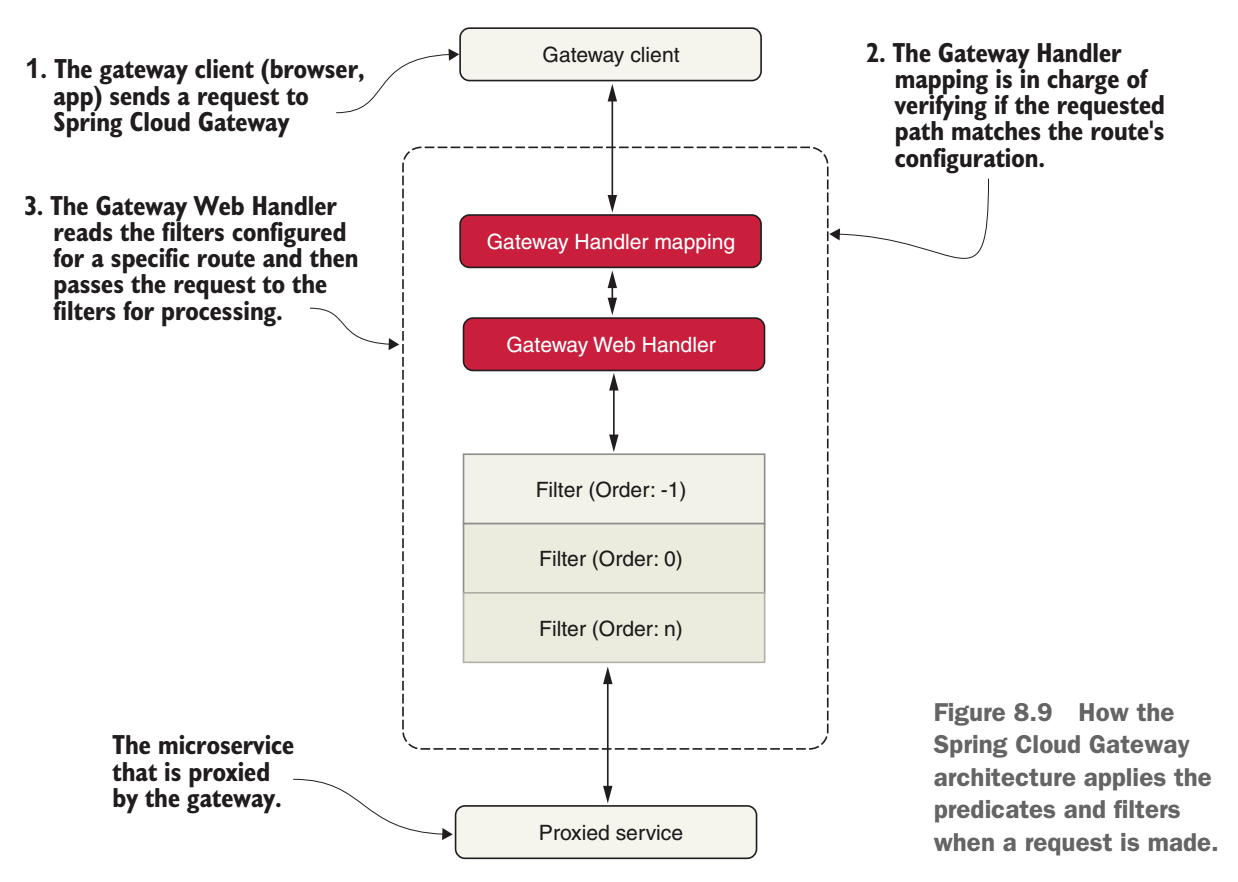 Gateway client
1. The gateway client (browser,
app) sends a request to
Spring Cloud Gateway
2. The Gateway Handler
mapping is in charge of
verifying if the requested
path matches the route's
configuration.
3. The Gateway Web Handler
reads the filters configured
for a specific route and then
passes the request to the
filters for processing.
Gateway Handler mapping
Gateway Web Handler
Filter (Order: -1)
Filter (Order: 0)
Filter (Order: n)
The microservice
that is proxied
by the gateway.
Proxied service
Figure 8.9 How the
Spring Cloud Gateway
architecture applies the
predicates and filters
when a request is made.